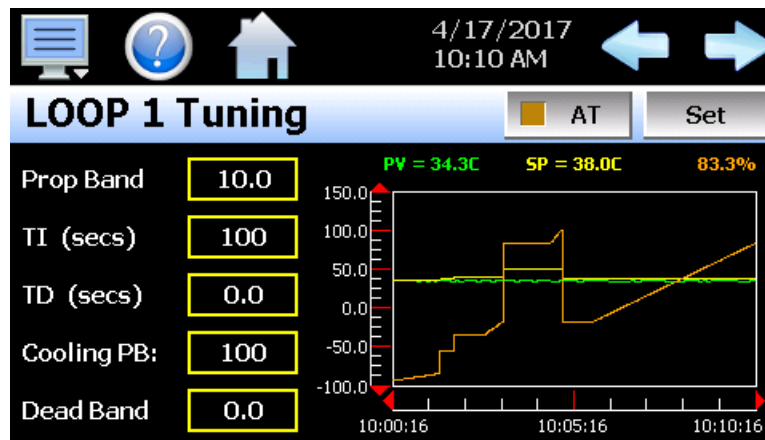 4/17/2017
10:10 AM
LOOP 1 Tuning
AT
Set
Prop Band 10.0
TI (secs) 100
TD (secs) 0.0
Cooling PB: 100
Dead Band 0.0
PV = 34.3C SP = 38.0C 83.3%
150.0
100.0
50.0
0.0
-50.0
-100.0
10:00:16 10:05:16 10:10:16